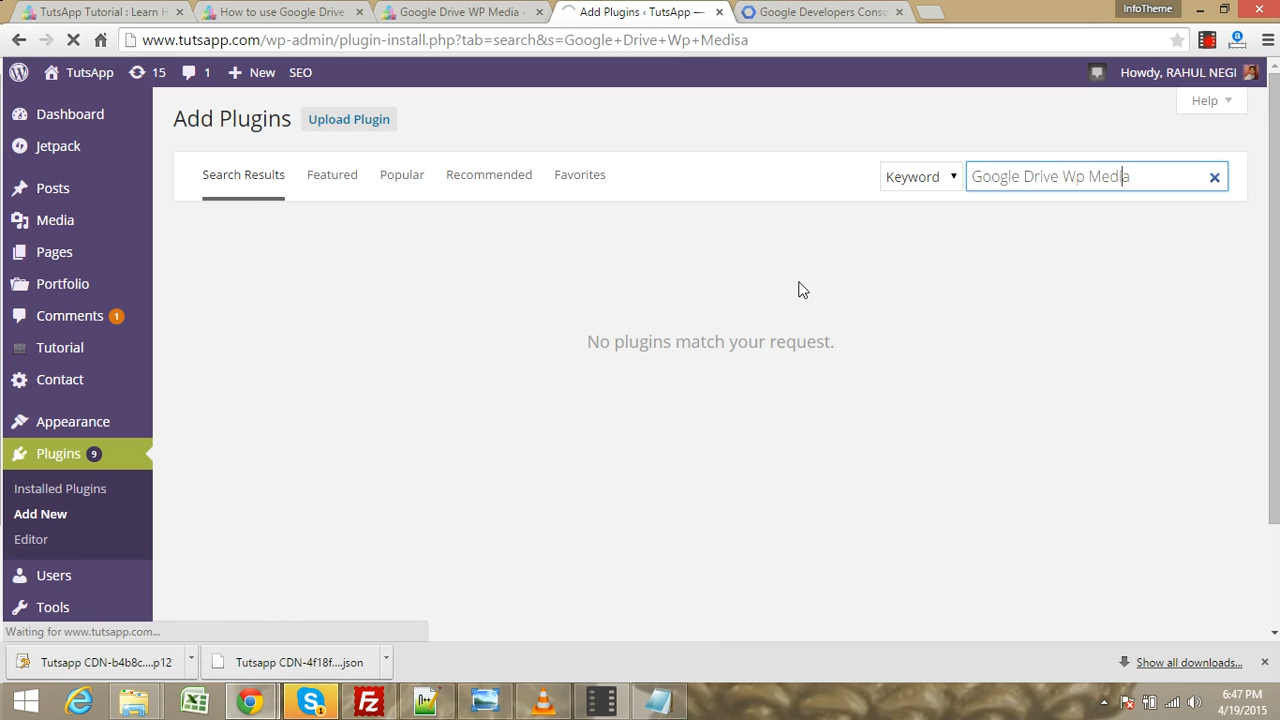 TutsApp Tutorial : Learn H
How to use Google Drive
Google Drive WP Media
Add Plugins ‹ TutsApp —
Google Developers Conso
InfoTheme
www.tutsapp.com/wp-admin/plugin-install.php?tab=search&s=Google+Drive+Wp+Medisa
TutsApp
15
1
New
SEO
Howdy, RAHUL NEGI
Dashboard
Jetpack
Posts
Media
Pages
Portfolio
Comments 1
Tutorial
Contact
Appearance
Plugins 9
Installed Plugins
Add New
Editor
Users
Tools
Add Plugins
Upload Plugin
Help
Search Results
Featured
Popular
Recommended
Favorites
Keyword
Google Drive Wp Media
No plugins match your request.
Waiting for www.tutsapp.com...
Tutsapp CDN-b4b8c....p12
Tutsapp CDN-4f18f....json
Show all downloads...
6:47 PM
4/19/2015